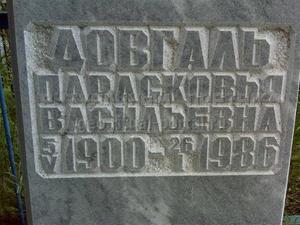 ДОВГАЛЬ
ПАРАСКОВЬЯ
ВАСИЛЬЕВНА
5/V 1900 – 26/ 1986